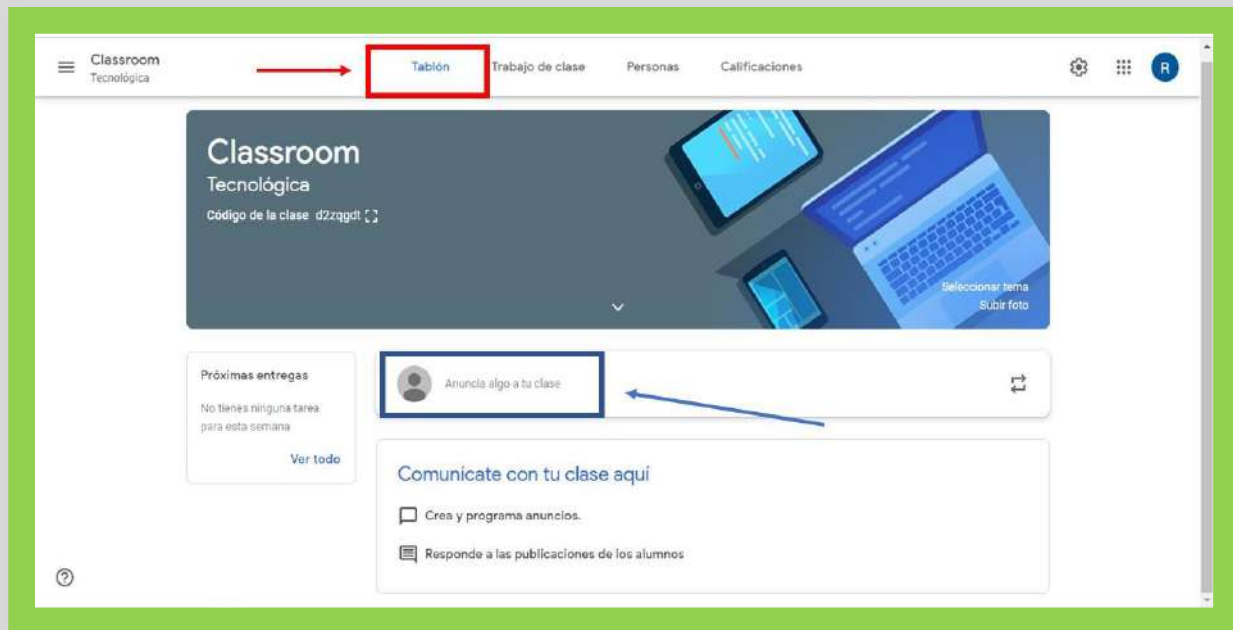 Classroom
Tecnológica
Tablón
Trabajo de clase
Personas
Calificaciones
R
Classroom
Tecnológica
Código de la clase d2zqgdt
Seleccionar tema
Subir foto
Próximas entregas
No tienes ninguna tarea
para esta semana
Ver todo
Anuncia algo a tu clase
Comunícate con tu clase aquí
Crea y programa anuncios.
Responde a las publicaciones de los alumnos